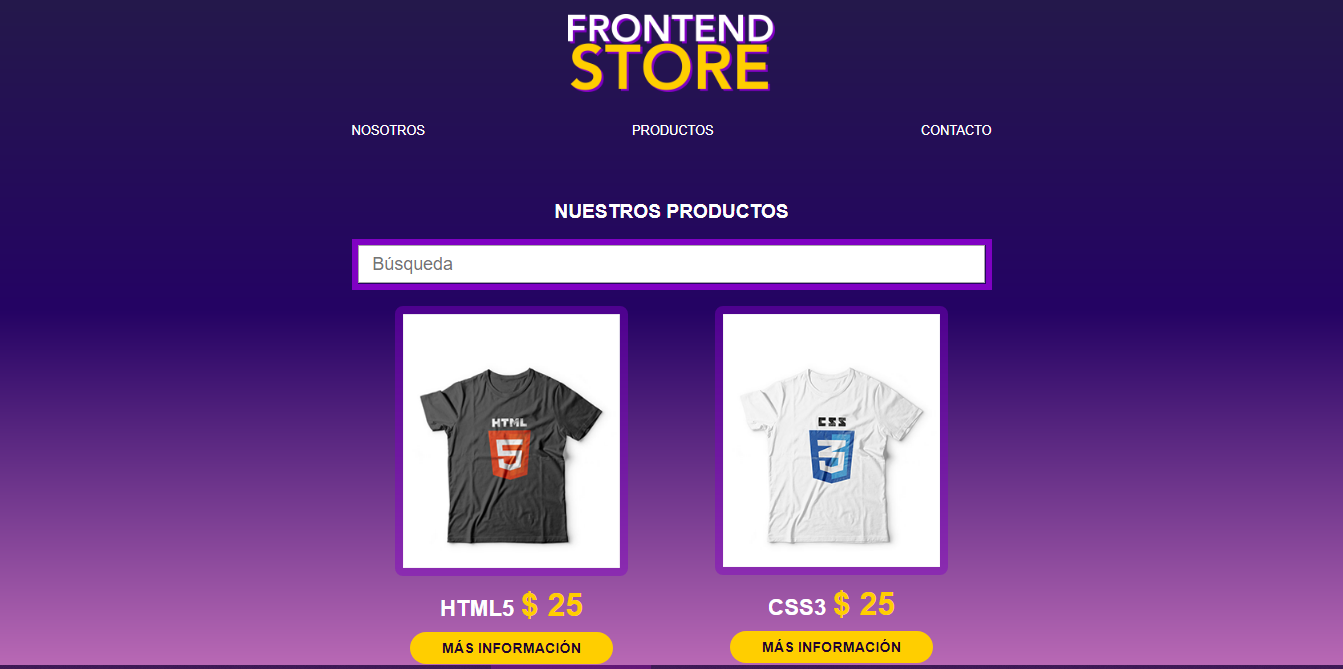 FRONTEND
STORE
NOSOTROS PRODUCTOS CONTACTO
NUESTROS PRODUCTOS
Búsqueda
HTML
5
CSS
3
HTML5 $ 25
MÁS INFORMACIÓN
CSS3 $ 25
MÁS INFORMACIÓN